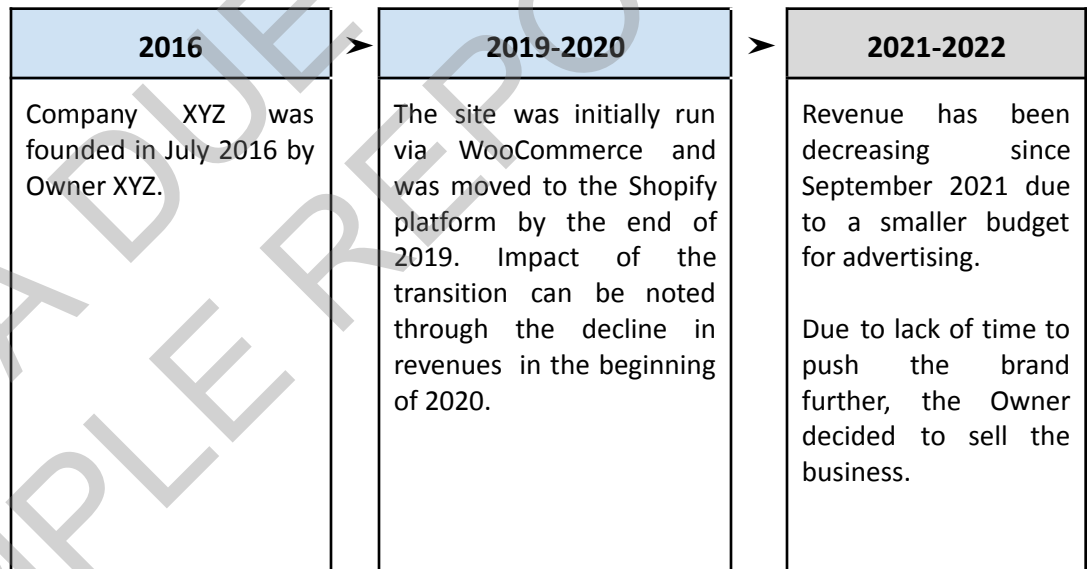 2016
➤
2019-2020
➤
2021-2022
Company XYZ was
founded in July 2016 by
Owner XYZ.
The site was initially run
via WooCommerce and
was moved to the Shopify
platform by the end of
2019. Impact of the
transition can be noted
through the decline in
revenues in the beginning
of 2020.
Revenue has been
decreasing since
September 2021 due
to a smaller budget
for advertising.
Due to lack of time to
push the brand
further, the Owner
decided to sell the
business.
A DUE
MPLE REPO